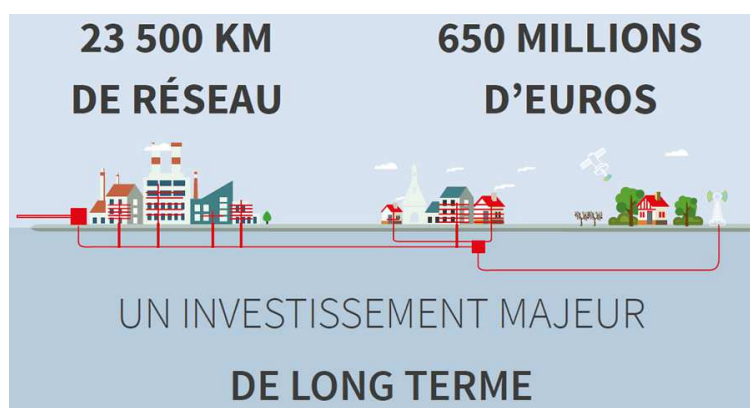 23 500 KM
DE RÉSEAU
650 MILLIONS
D’EUROS
UN INVESTISSEMENT MAJEUR
DE LONG TERME